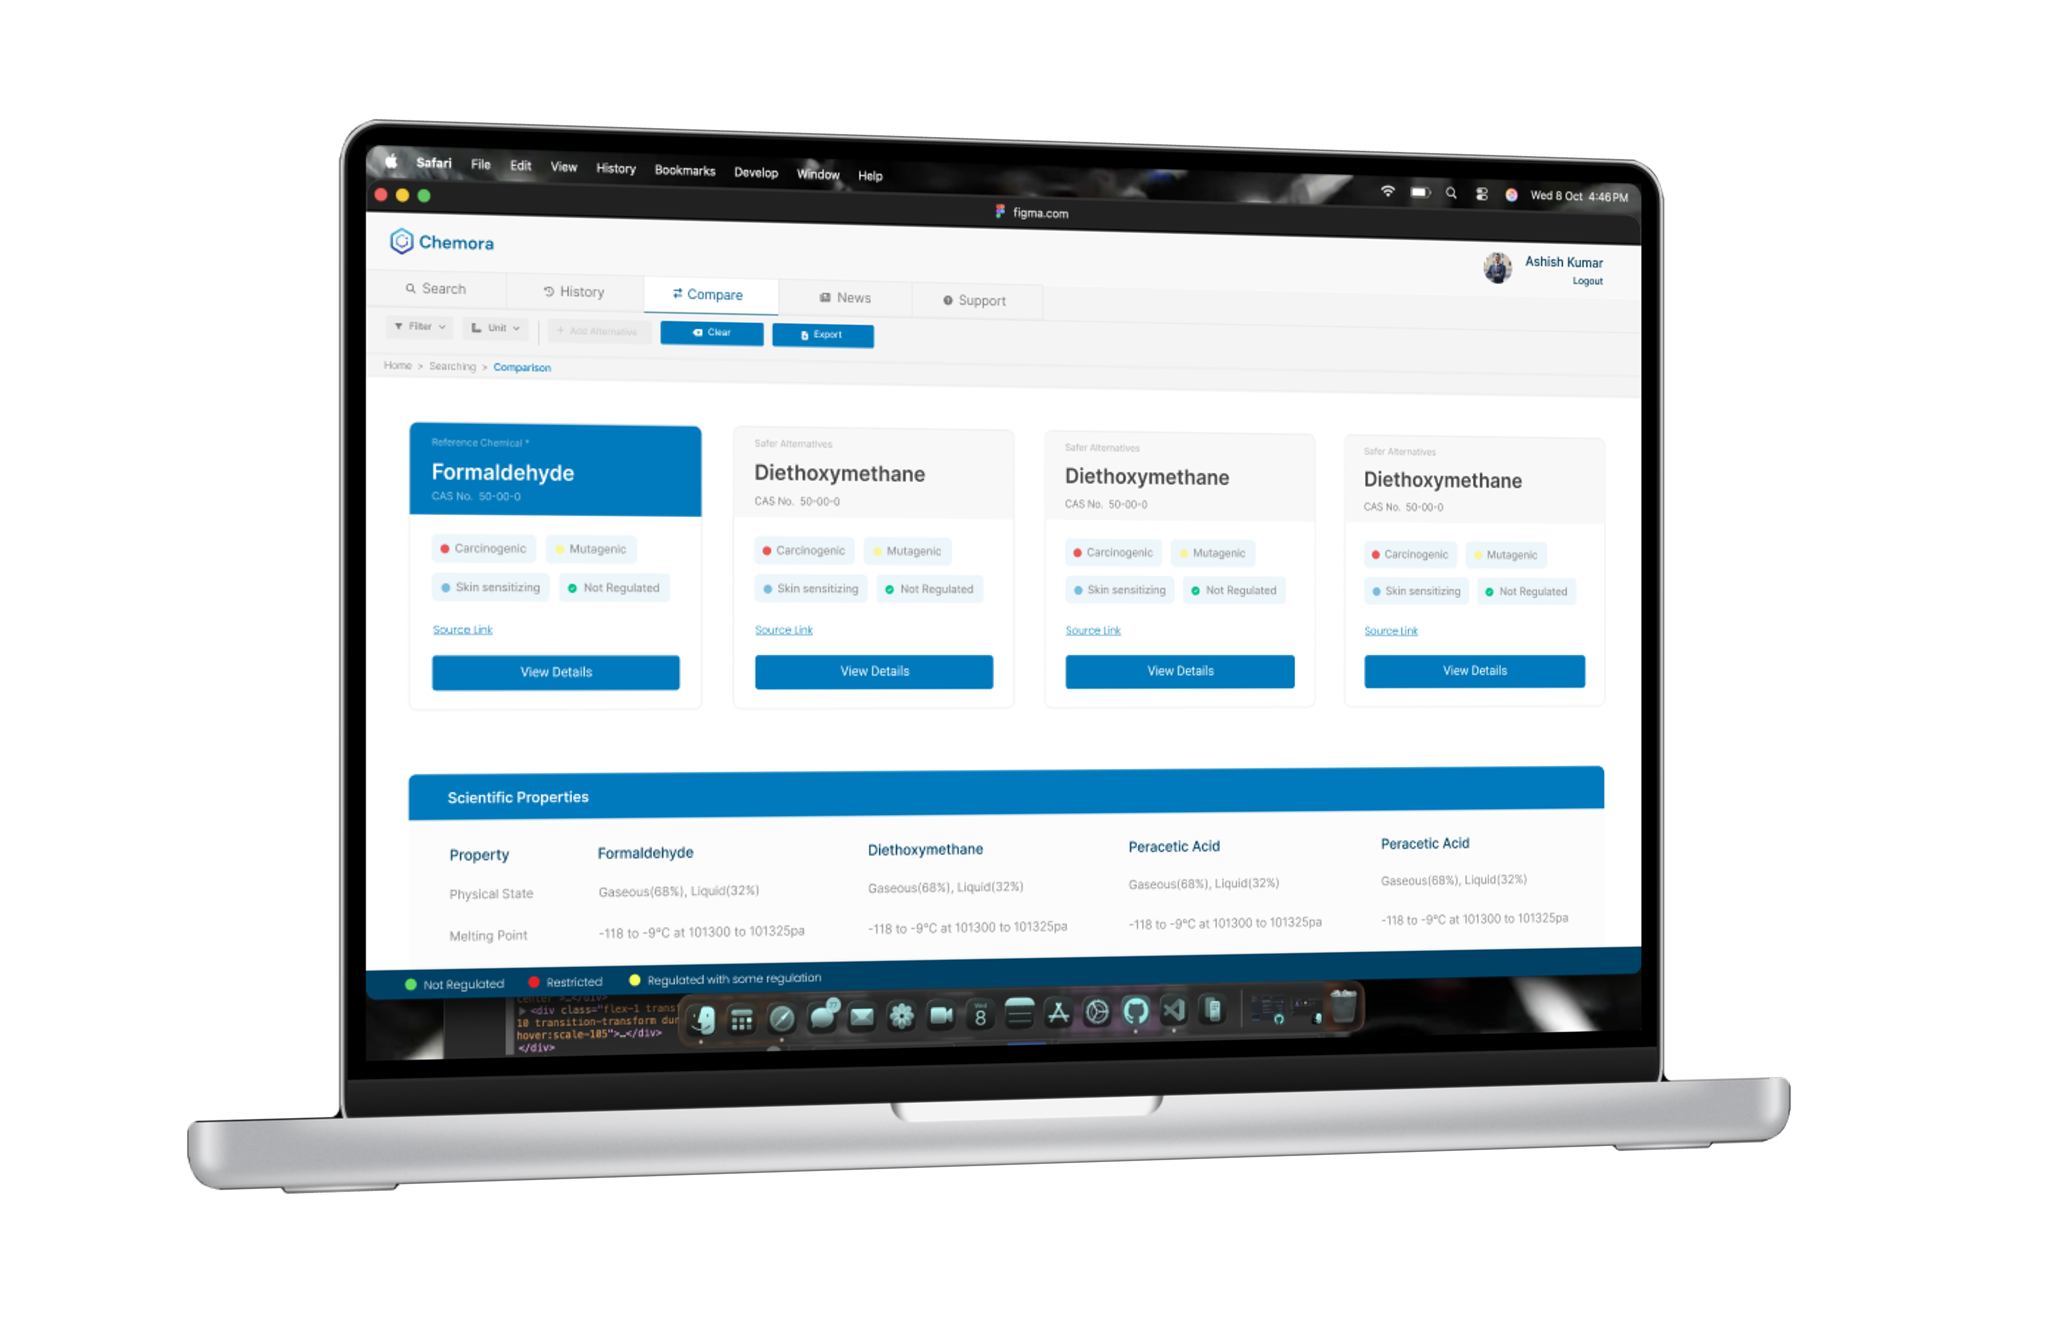 Safari File Edit View History Bookmarks Develop Window Help
Wed 8 Oct 4:46PM
figma.com
Chemora
Ashish Kumar
Logout
Search History Compare News Support
Filter Unit + Add Alternative Clear Export
Home > Searching > Comparison
Reference Chemical *
Formaldehyde
CAS No. 50-00-0
Carcinogenic Mutagenic
Skin sensitizing Not Regulated
Source Link
View Details
Safer Alternatives
Diethoxymethane
CAS No. 50-00-0
Carcinogenic Mutagenic
Skin sensitizing Not Regulated
Source Link
View Details
Safer Alternatives
Diethoxymethane
CAS No. 50-00-0
Carcinogenic Mutagenic
Skin sensitizing Not Regulated
Source Link
View Details
Safer Alternatives
Diethoxymethane
CAS No. 50-00-0
Carcinogenic Mutagenic
Skin sensitizing Not Regulated
Source Link
View Details
Scientific Properties
Property Formaldehyde Diethoxymethane Peracetic Acid Peracetic Acid
Physical State Gaseous(68%), Liquid(32%) Gaseous(68%), Liquid(32%) Gaseous(68%), Liquid(32%) Gaseous(68%), Liquid(32%)
Melting Point -118 to -9°C at 101300 to 101325pa -118 to -9°C at 101300 to 101325pa -118 to -9°C at 101300 to 101325pa -118 to -9°C at 101300 to 101325pa
Not Regulated Restricted Regulated with some regulation
<div class="flex-1 trans
10 transition-transform dur
hover:scale-105">…</div>
</div>
77
Wed
8